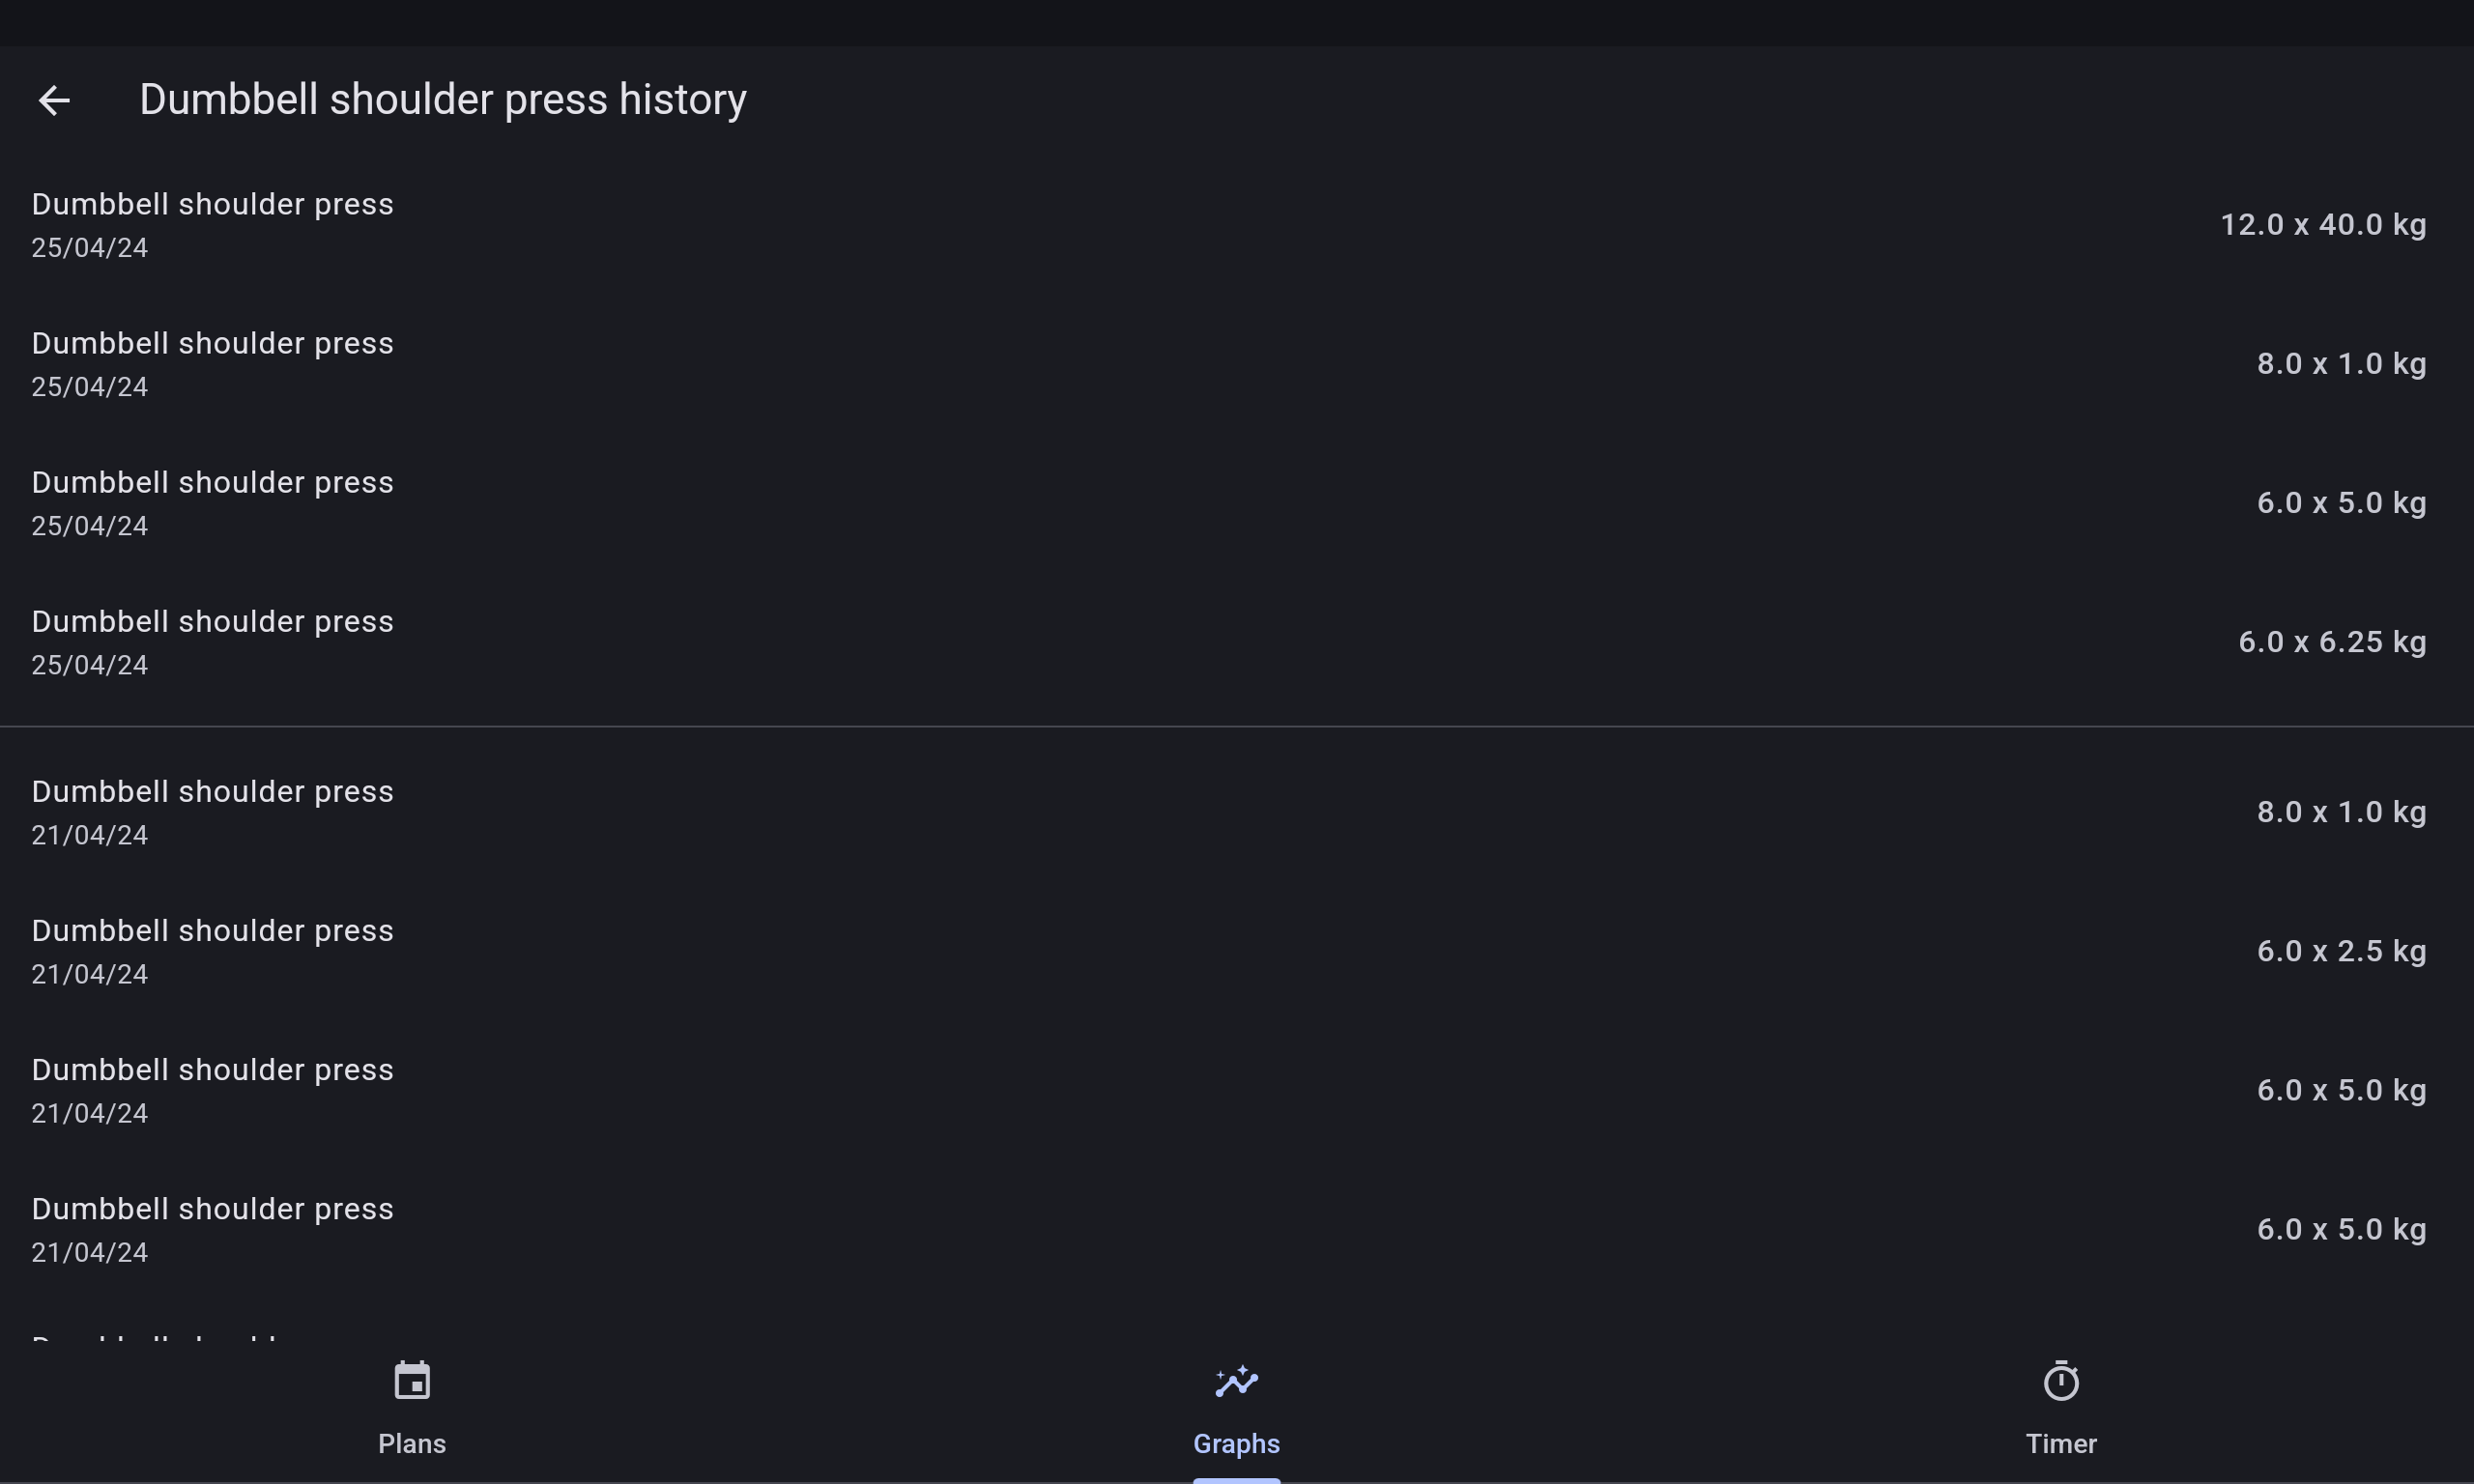 Dumbbell shoulder press history
Dumbbell shoulder press
25/04/24
12.0 x 40.0 kg
Dumbbell shoulder press
25/04/24
8.0 x 1.0 kg
Dumbbell shoulder press
25/04/24
6.0 x 5.0 kg
Dumbbell shoulder press
25/04/24
6.0 x 6.25 kg
Dumbbell shoulder press
21/04/24
8.0 x 1.0 kg
Dumbbell shoulder press
21/04/24
6.0 x 2.5 kg
Dumbbell shoulder press
21/04/24
6.0 x 5.0 kg
Dumbbell shoulder press
21/04/24
6.0 x 5.0 kg
Plans
Graphs
Timer